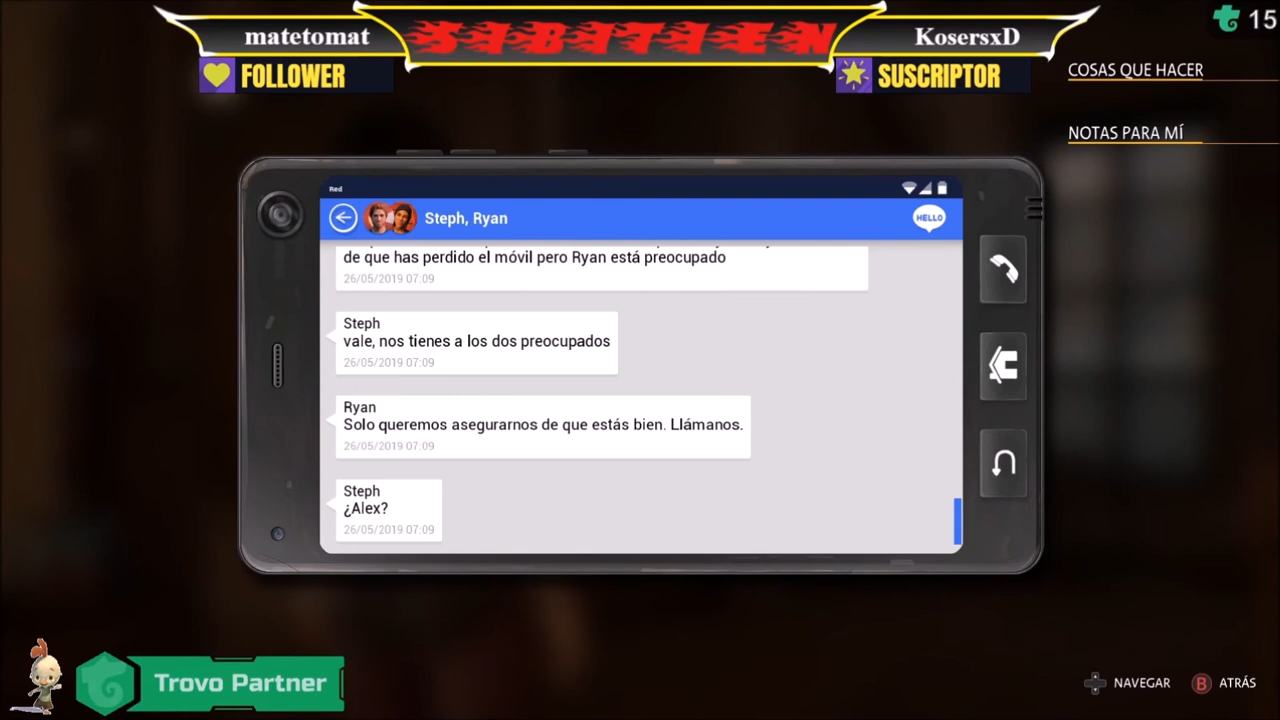 matetomat
SIBITIEN
KosersxD
15
FOLLOWER
SUSCRIPTOR
COSAS QUE HACER
NOTAS PARA MÍ
Red
Steph, Ryan
HELLO
de que has perdido el móvil pero Ryan está preocupado
26/05/2019 07:09
Steph
vale, nos tienes a los dos preocupados
26/05/2019 07:09
Ryan
Solo queremos asegurarnos de que estás bien. Llámanos.
26/05/2019 07:09
Steph
¿Alex?
26/05/2019 07:09
Trovo Partner
NAVEGAR
B ATRÁS